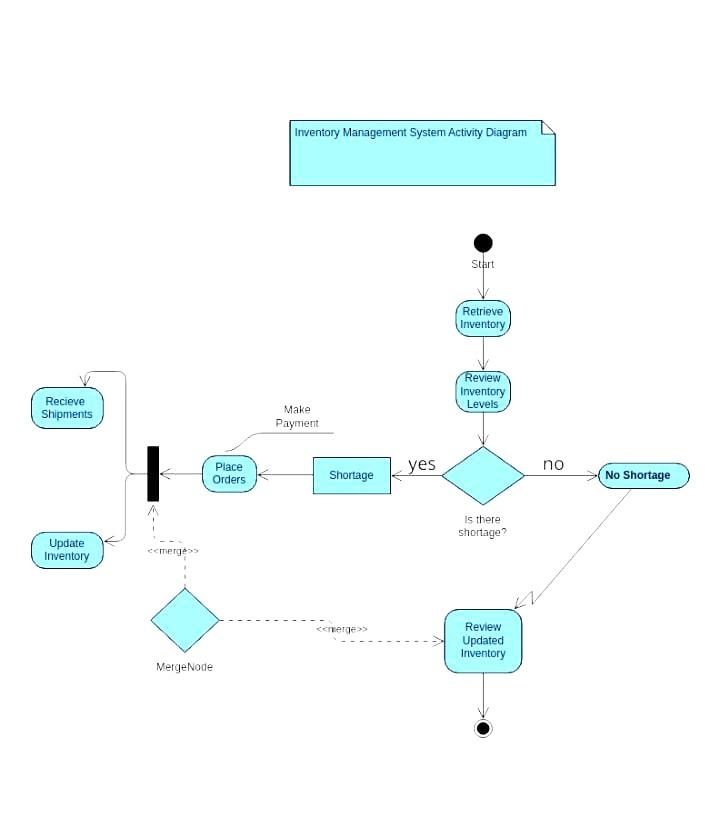 Inventory Management System Activity Diagram
Start
Retrieve
Inventory
Review
Inventory
Levels
Recieve
Shipments
Make
Payment
Place
Orders
Shortage
yes
no
No Shortage
Is there
shortage?
Update
Inventory
<<merge>>
<<merge>>
MergeNode
Review
Updated
Inventory